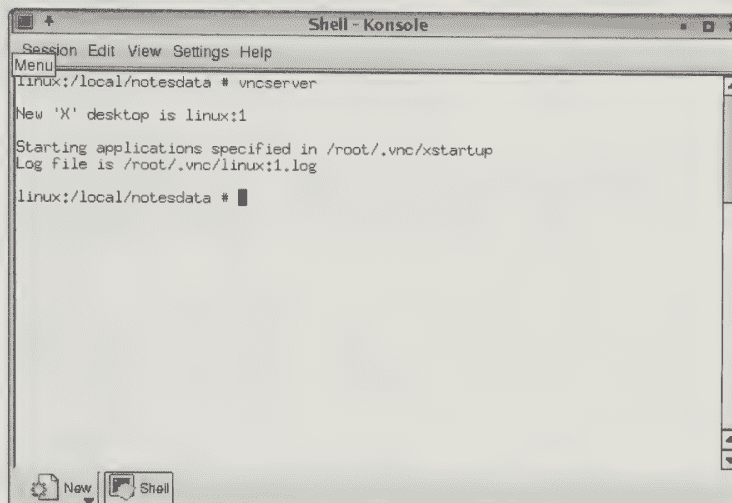 Shell - Konsole
Session Edit View Settings Help
Menu
linux:/local/notesdata # vncserver
New 'X' desktop is linux:1
Starting applications specified in /root/.vnc/xstartup
Log file is /root/.vnc/linux:1.log
linux:/local/notesdata #
New
Shell